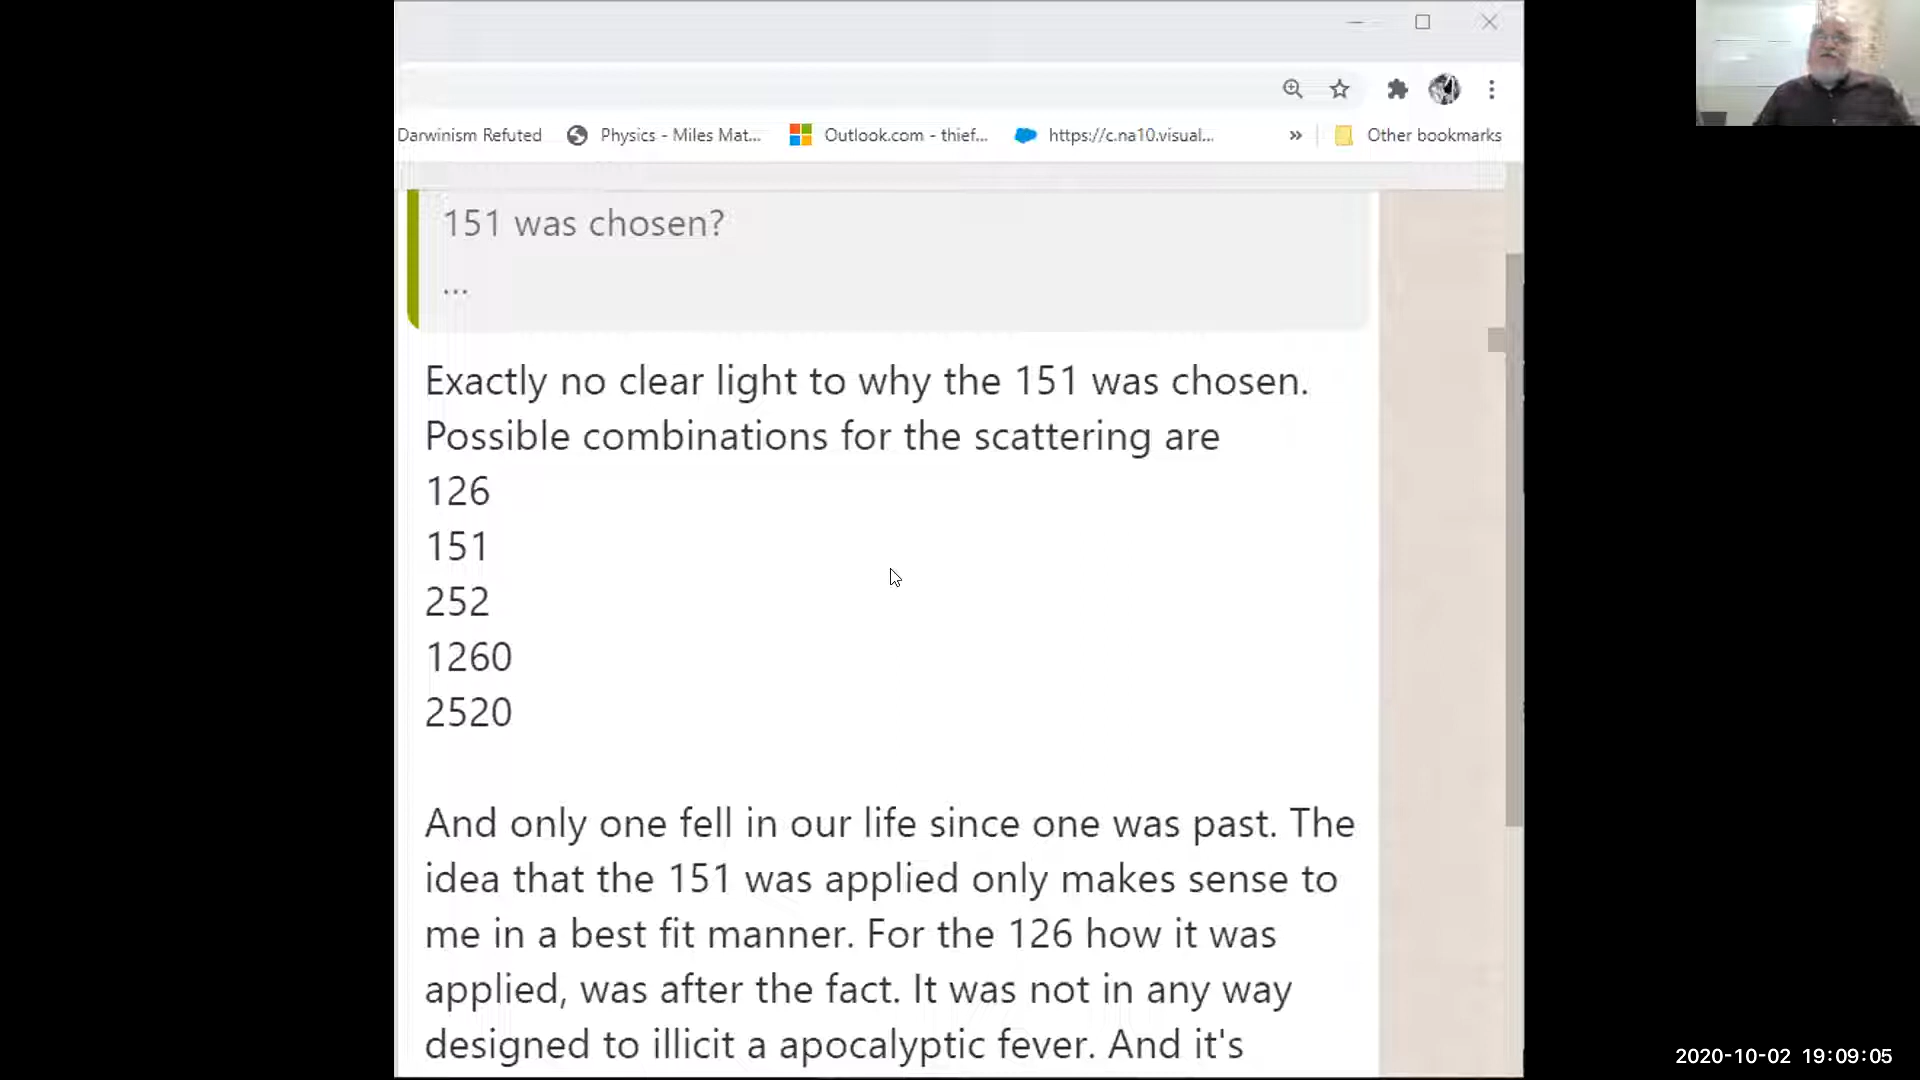 Darwinism Refuted Physics - Miles Mat... Outlook.com - thief... https://c.na10.visual... » Other bookmarks
151 was chosen?
...
Exactly no clear light to why the 151 was chosen.
Possible combinations for the scattering are
126
151
252
1260
2520
And only one fell in our life since one was past. The
idea that the 151 was applied only makes sense to
me in a best fit manner. For the 126 how it was
applied, was after the fact. It was not in any way
designed to illicit a apocalyptic fever. And it's
2020-10-02 19:09:05